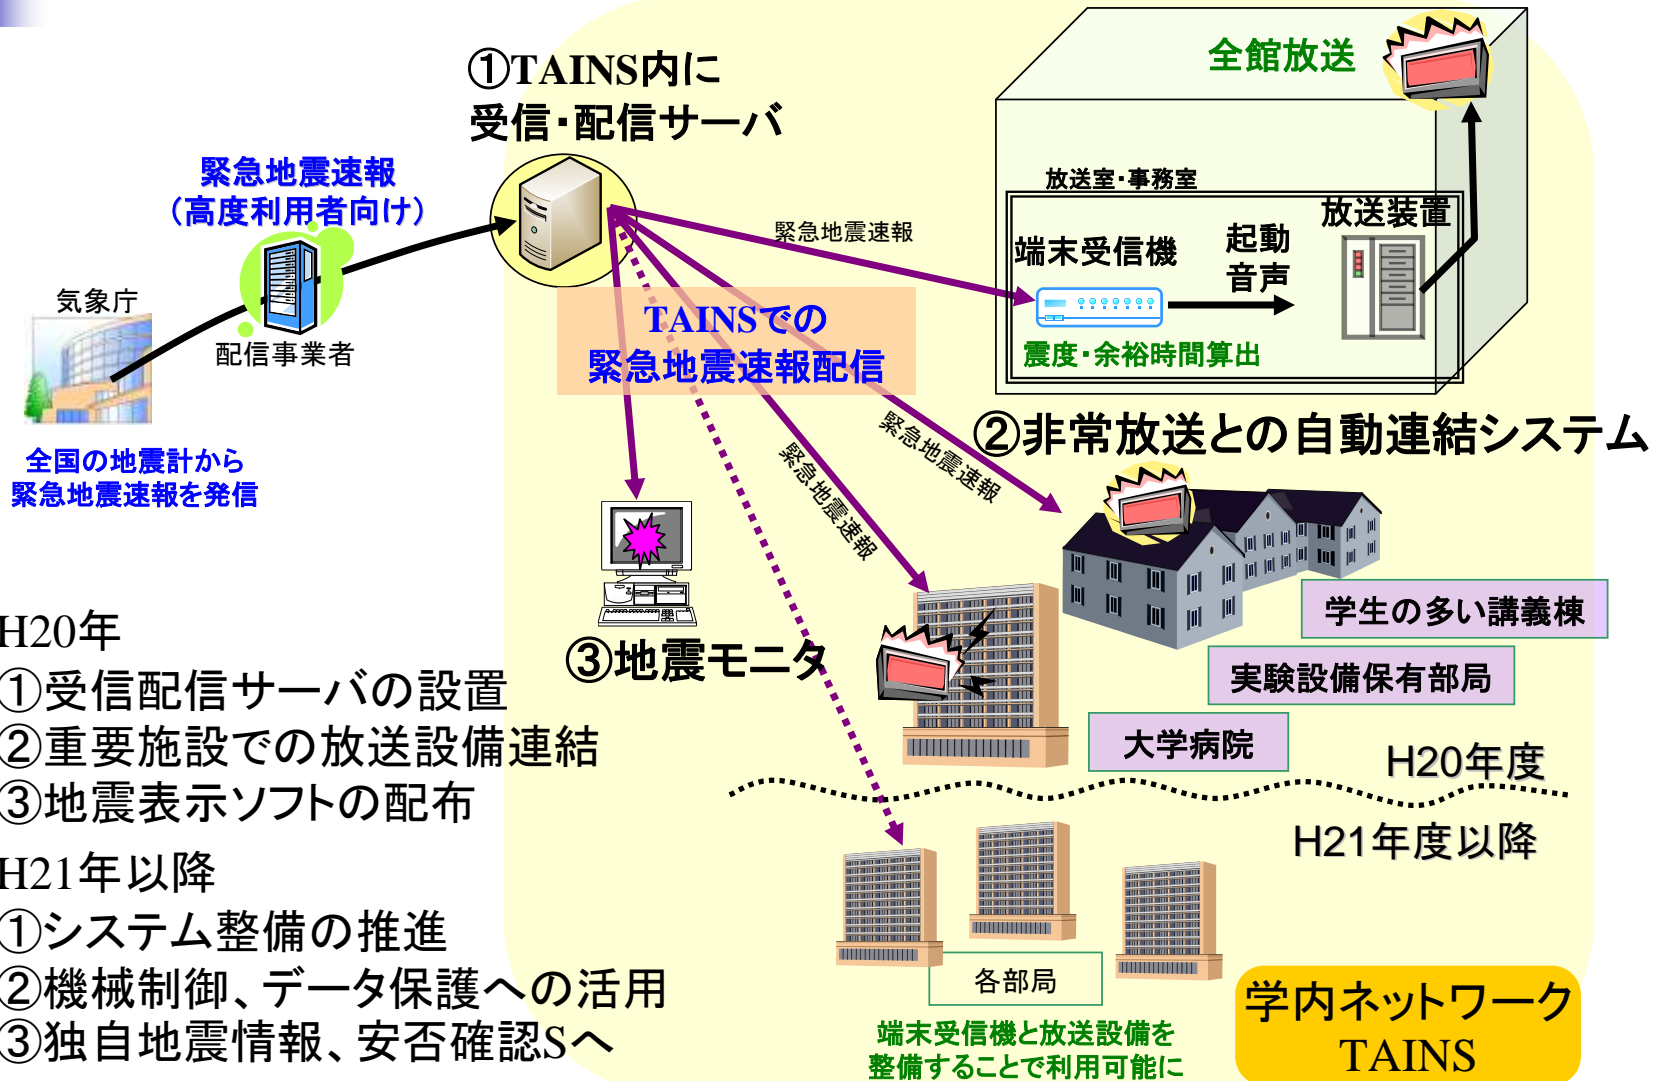 ①TAINS内に
受信・配信サーバ
緊急地震速報
（高度利用者向け）
気象庁
配信事業者
全国の地震計から
緊急地震速報を発信
全館放送
放送室・事務室
放送装置
端末受信機
起動
音声
震度・余裕時間算出
緊急地震速報
TAINSでの
緊急地震速報配信
②非常放送との自動連結システム
緊急地震速報
緊急地震速報
③地震モニタ
学生の多い講義棟
実験設備保有部局
大学病院
H20年度
H21年度以降
H20年
①受信配信サーバの設置
②重要施設での放送設備連結
③地震表示ソフトの配布
H21年以降
①システム整備の推進
②機械制御、データ保護への活用
③独自地震情報、安否確認Sへ
各部局
端末受信機と放送設備を
整備することで利用可能に
学内ネットワーク
TAINS